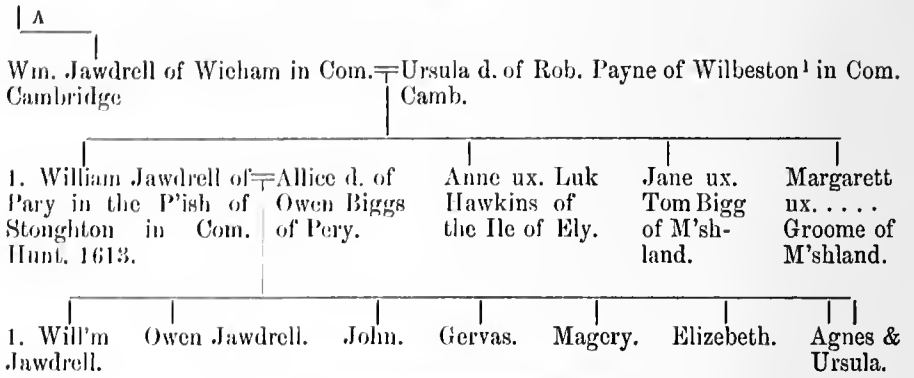 A
Wm. Jawdrell of Wicham in Com. Cambridge
Ursula d. of Rob. Payne of Wilbeston¹ in Com. Camb.
1. William Jawdrell of
Pary in the P'ish of
Stonghton in Com.
Hunt. 1613.
Allice d. of
Owen Biggs
of Pery.
Anne ux. Luk
Hawkins of
the Ile of Ely.
Jane ux.
Tom Bigg
of M'sh-
land.
Margarett
ux. . . . .
Groome of
M'shland.
1. Will'm
Jawdrell.
Owen Jawdrell.
John.
Gervas.
Magery.
Elizebeth.
Agnes &
Ursula.